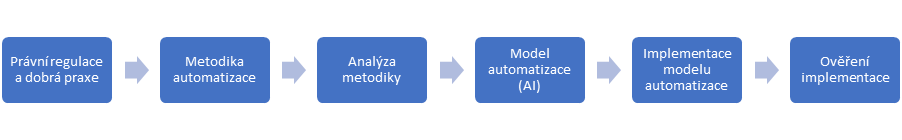 Právní regulace
a dobrá praxe
Metodika
automatizace
Analýza
metodiky
Model
automatizace
(AI)
Implementace
modelu
automatizace
Ověření
implementace